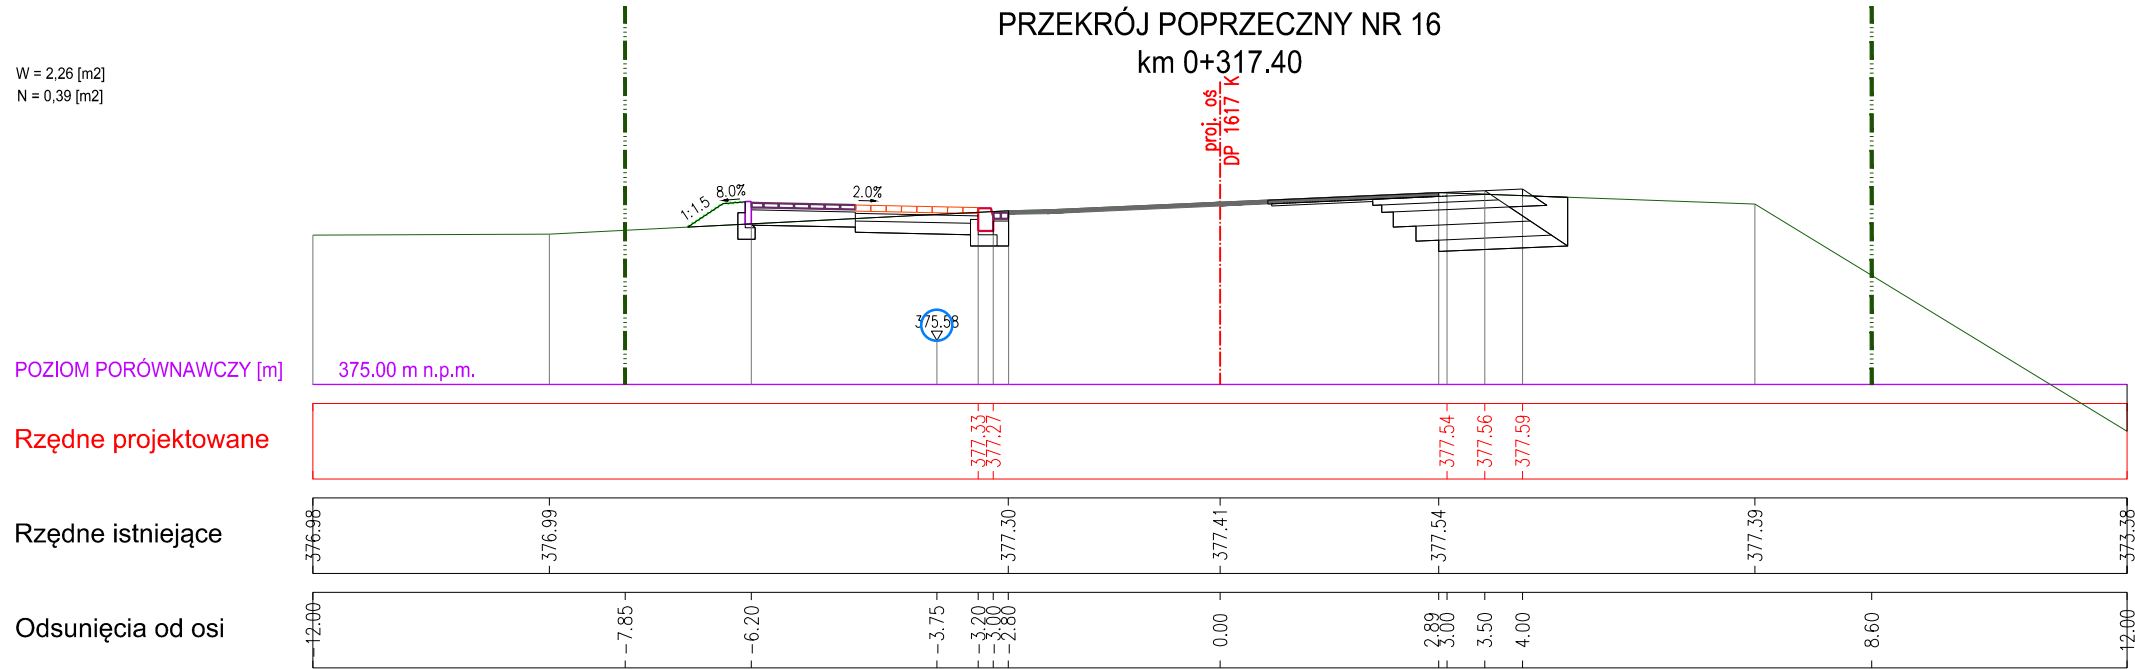 PRZEKRÓJ POPRZECZNY NR 16
km 0+317.40
W = 2,26 [m2]
N = 0,39 [m2]
proj. oś
DP 1617 K
1:1.5
8.0%
2.0%
375.58
POZIOM PORÓWNAWCZY [m] 375.00 m n.p.m.
Rzędne projektowane 377.33 377.27 377.54 377.56 377.59
Rzędne istniejące 376.98 376.99 377.30 377.41 377.54 377.39 373.38
Odsunięcia od osi -12.00 -7.85 -6.20 -3.75 -3.20 -3.00 -2.80 0.00 2.89 3.00 3.50 4.00 8.60 12.00